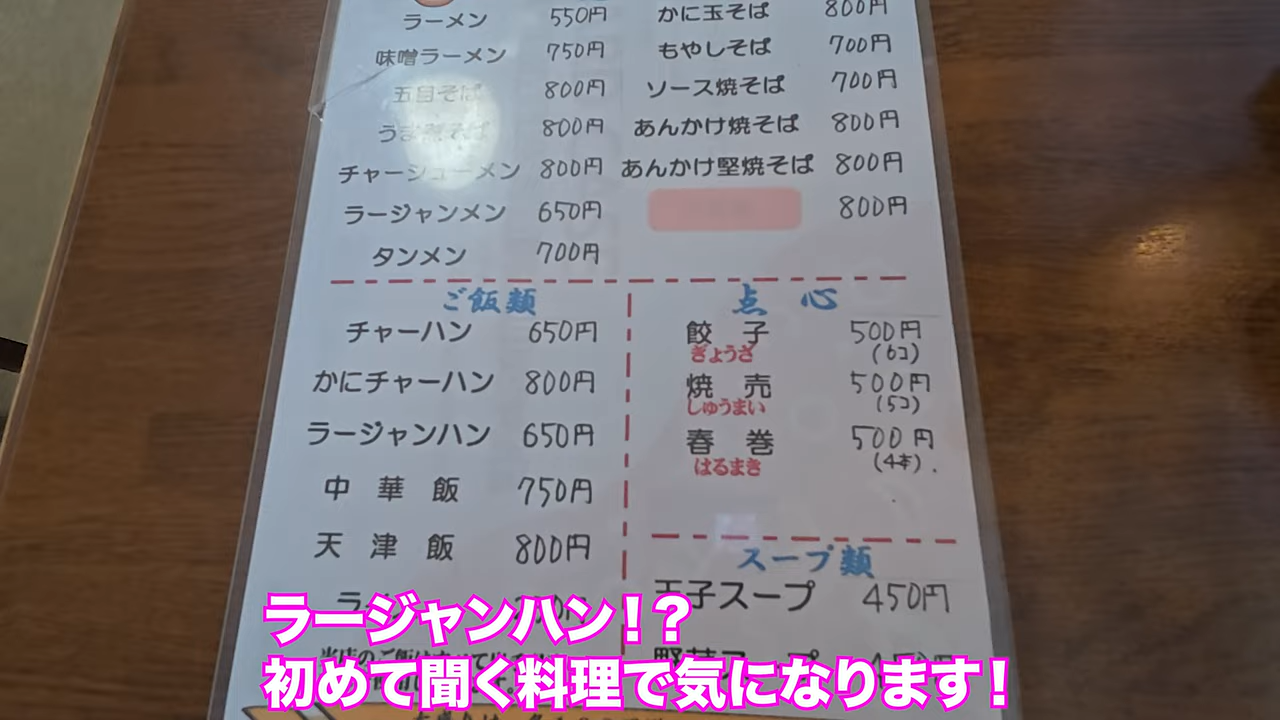 ラーメン 550円
味噌ラーメン 750円
五目そば 800円
うま煮そば 800円
チャーシューメン 800円
ラージャンメン 650円
タンメン 700円
かに玉そば 800円
もやしそば 700円
ソース焼そば 700円
あんかけ焼そば 800円
あんかけ堅焼そば 800円
800円
ご飯類
チャーハン 650円
かにチャーハン 800円
ラージャンハン 650円
中華飯 750円
天津飯 800円
点心
餃子 500円
ぎょうざ (6コ)
焼売 500円
しゅうまい (5コ)
春巻 500円
はるまき (4本).
スープ類
玉子スープ 450円
ラージャンハン!?
初めて聞く料理で気になります!